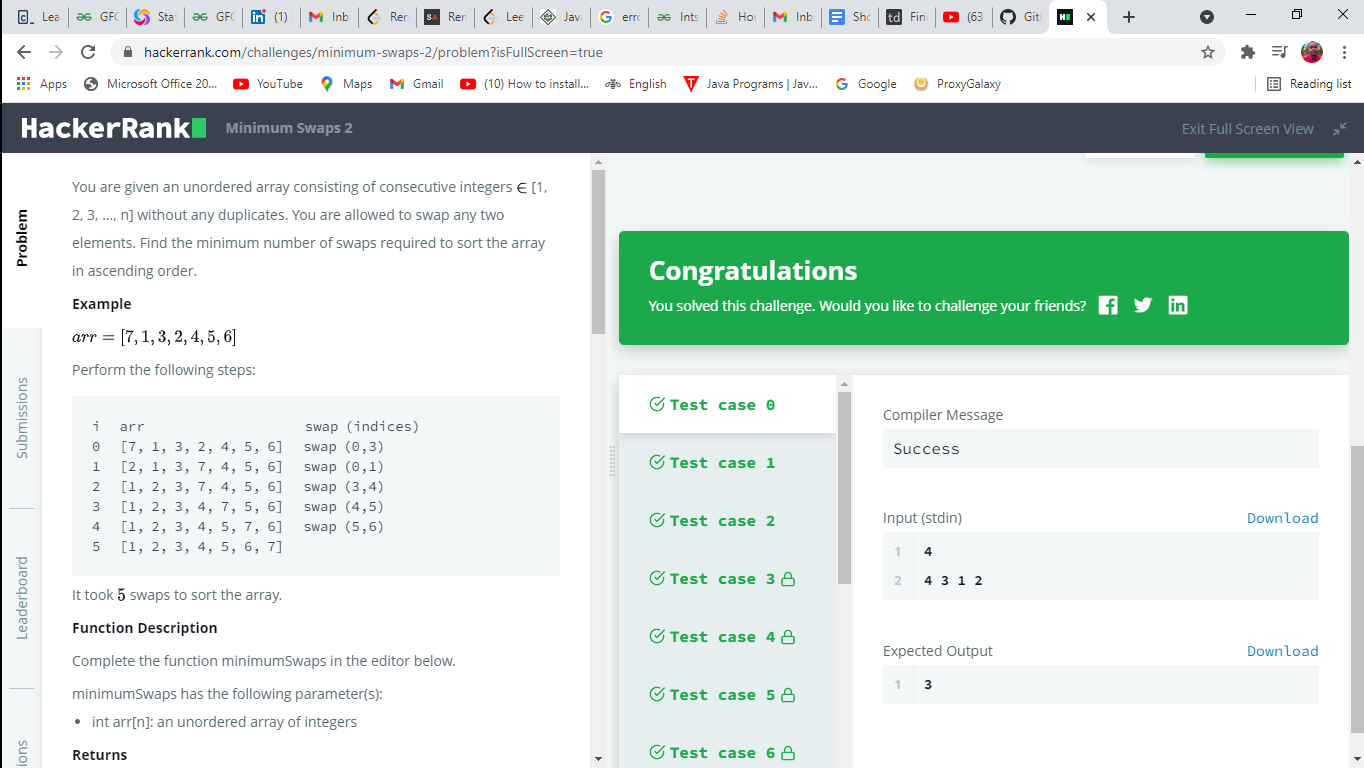 Lea
GFG
Stat
GFG
(1)
Inb
Ren
Ren
Lee
Java
erro
Ints
Hov
Inb
Sho
Fin
(63
Git
hackerrank.com/challenges/minimum-swaps-2/problem?isFullScreen=true
Apps
Microsoft Office 20...
YouTube
Maps
Gmail
(10) How to install...
English
Java Programs | Jav...
Google
ProxyGalaxy
Reading list
HackerRank
Minimum Swaps 2
Exit Full Screen View
Problem
Submissions
Leaderboard
You are given an unordered array consisting of consecutive integers ∈ [1,
2, 3, ..., n] without any duplicates. You are allowed to swap any two
elements. Find the minimum number of swaps required to sort the array
in ascending order.
Example
arr = [7, 1, 3, 2, 4, 5, 6]
Perform the following steps:
i arr swap (indices)
0 [7, 1, 3, 2, 4, 5, 6] swap (0,3)
1 [2, 1, 3, 7, 4, 5, 6] swap (0,1)
2 [1, 2, 3, 7, 4, 5, 6] swap (3,4)
3 [1, 2, 3, 4, 7, 5, 6] swap (4,5)
4 [1, 2, 3, 4, 5, 7, 6] swap (5,6)
5 [1, 2, 3, 4, 5, 6, 7]
It took 5 swaps to sort the array.
Function Description
Complete the function minimumSwaps in the editor below.
minimumSwaps has the following parameter(s):
• int arr[n]: an unordered array of integers
Returns
Congratulations
You solved this challenge. Would you like to challenge your friends?
Test case 0
Test case 1
Test case 2
Test case 3
Test case 4
Test case 5
Test case 6
Compiler Message
Success
Input (stdin)
Download
1 4
2 4 3 1 2
Expected Output
Download
1 3